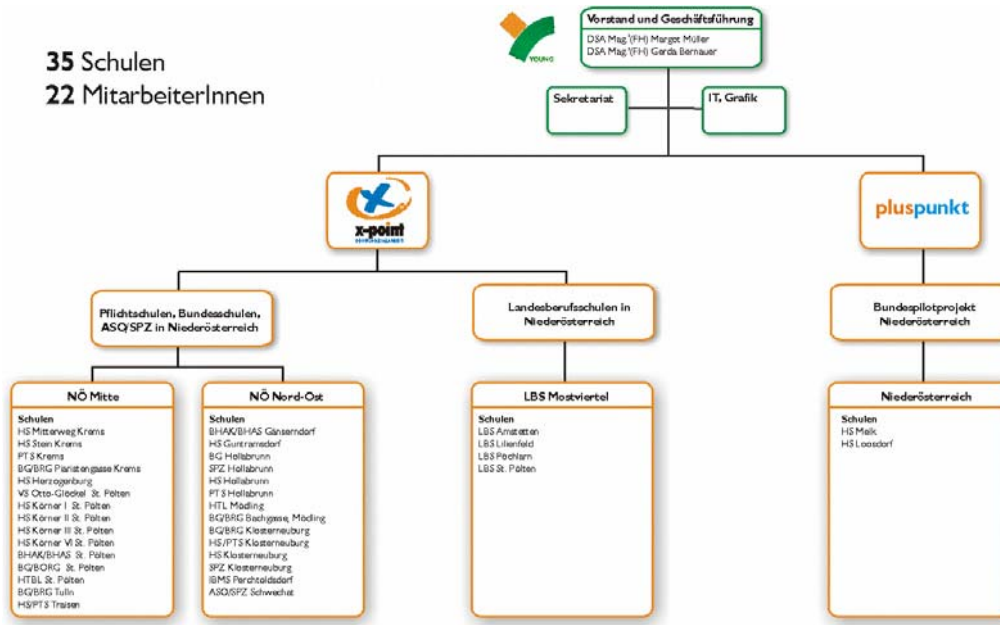 35 Schulen
22 MitarbeiterInnen
YOUNG
Vorstand und Geschäftsführung
DSA Mag.(FH) Margot Müller
DSA Mag.(FH) Gerda Bernauer
Sekretariat
IT, Grafik
x-point
pluspunkt
Pflichtschulen, Bundesschulen,
ASO/SPZ in Niederösterreich
Landesberufsschulen in
Niederösterreich
Bundespilotprojekt
Niederösterreich
NÖ Mitte
Schulen
HS Mitterweg Krems
HS Stein Krems
PTS Krems
BG/BRG Piaristengasse Krems
HS Herzogenburg
VS Otto-Glöckel St. Pölten
HS Körner I St. Pölten
HS Körner II St. Pölten
HS Körner III St. Pölten
HS Körner VI St. Pölten
BHAK/BHAS St. Pölten
BG/BORG St. Pölten
HTBL St. Pölten
BG/BRG Tulln
HS/PTS Traisen
NÖ Nord-Ost
Schulen
BHAK/BHAS Gänserndorf
HS Guntramsdorf
BG Hollabrunn
SPZ Hollabrunn
HS Hollabrunn
PTS Hollabrunn
HTL Mödling
BG/BRG Bachgasse, Mödling
BG/BRG Klosterneuburg
HS/PTS Klosterneuburg
HS Klosterneuburg
SPZ Klosterneuburg
IBMS Perchtoldsdorf
ASO/SPZ Schwechat
LBS Mostviertel
Schulen
LBS Amstetten
LBS Lilienfeld
LBS Pöchlarn
LBS St. Pölten
Niederösterreich
Schulen
HS Melk
HS Loosdorf